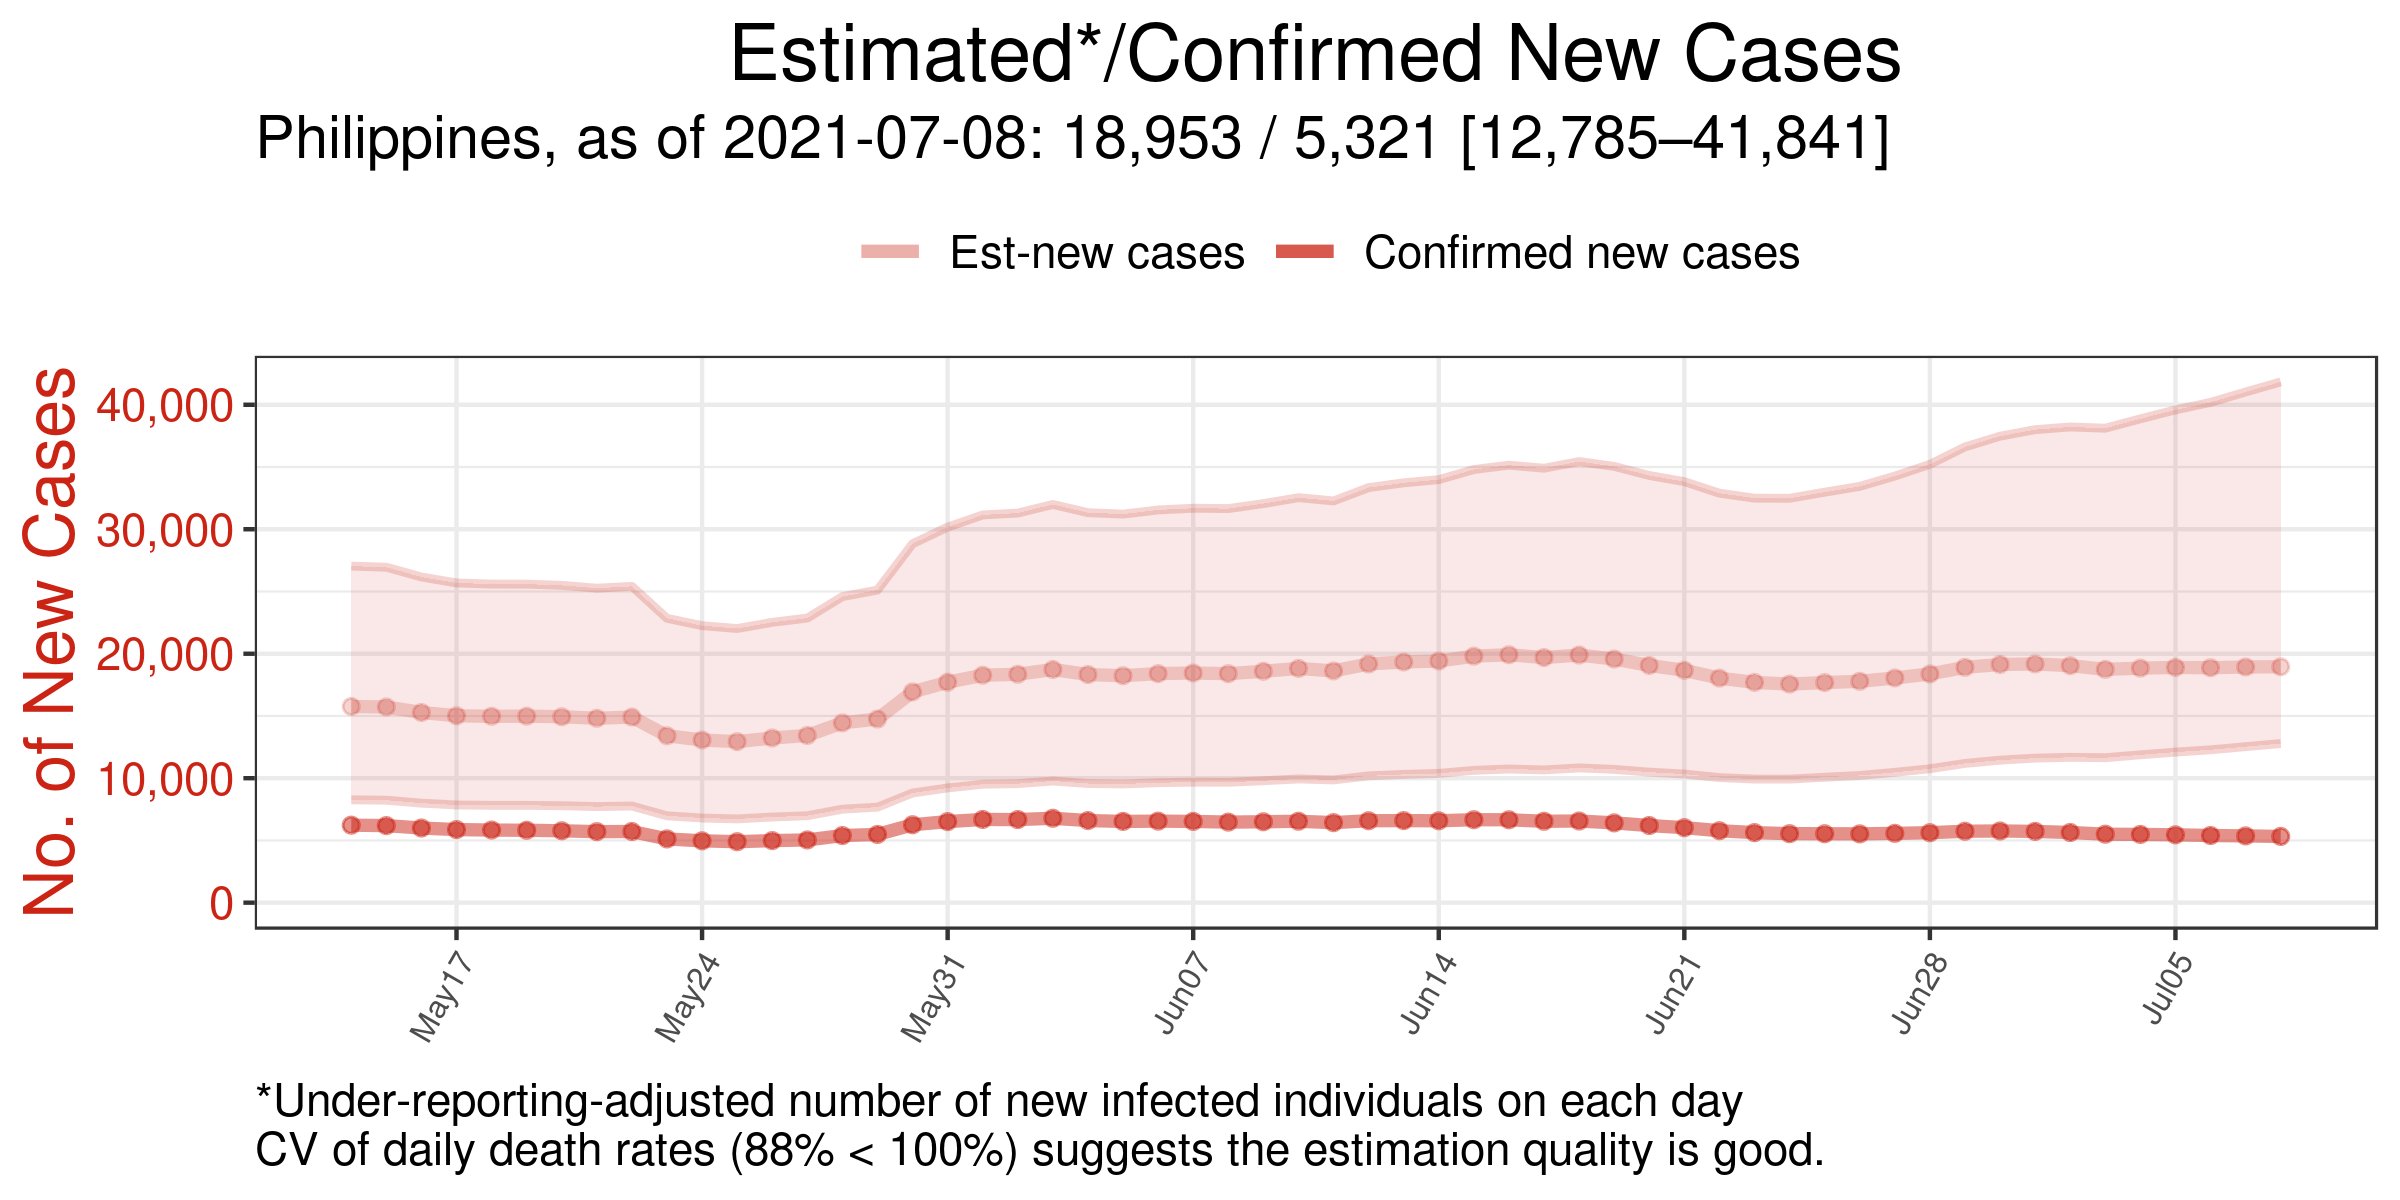 Estimated*/Confirmed New Cases
Philippines, as of 2021-07-08: 18,953 / 5,321 [12,785–41,841]
Est-new cases
Confirmed new cases
No. of New Cases
40,000
30,000
20,000
10,000
0
May17
May24
May31
Jun07
Jun14
Jun21
Jun28
Jul05
*Under-reporting-adjusted number of new infected individuals on each day
CV of daily death rates (88% < 100%) suggests the estimation quality is good.